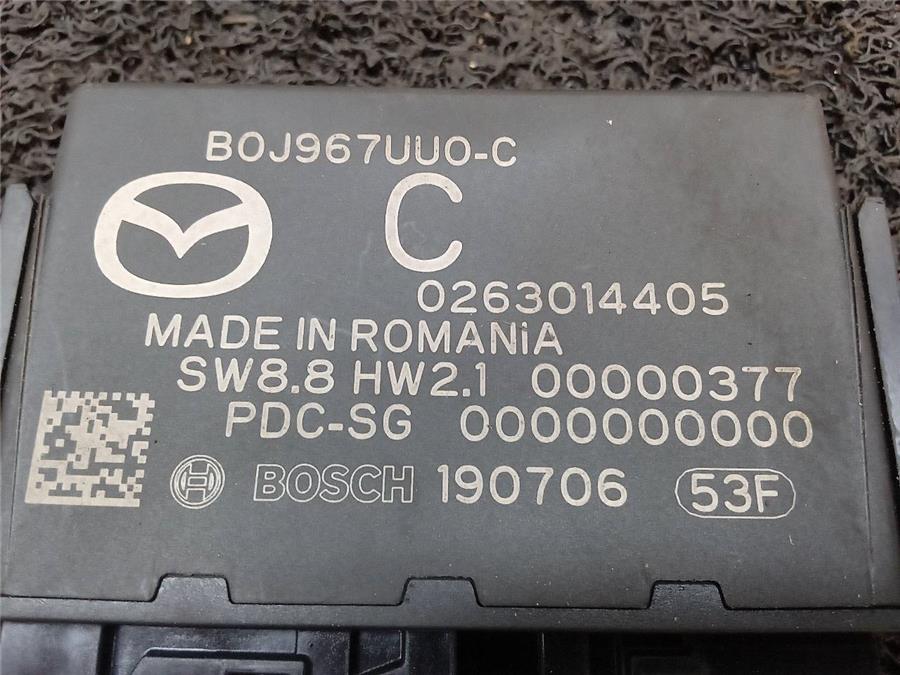 B0J967UU0-C
C
0263014405
MADE IN ROMANiA
SW8.8 HW2.1 00000377
PDC-SG 0000000000
BOSCH 190706 53F